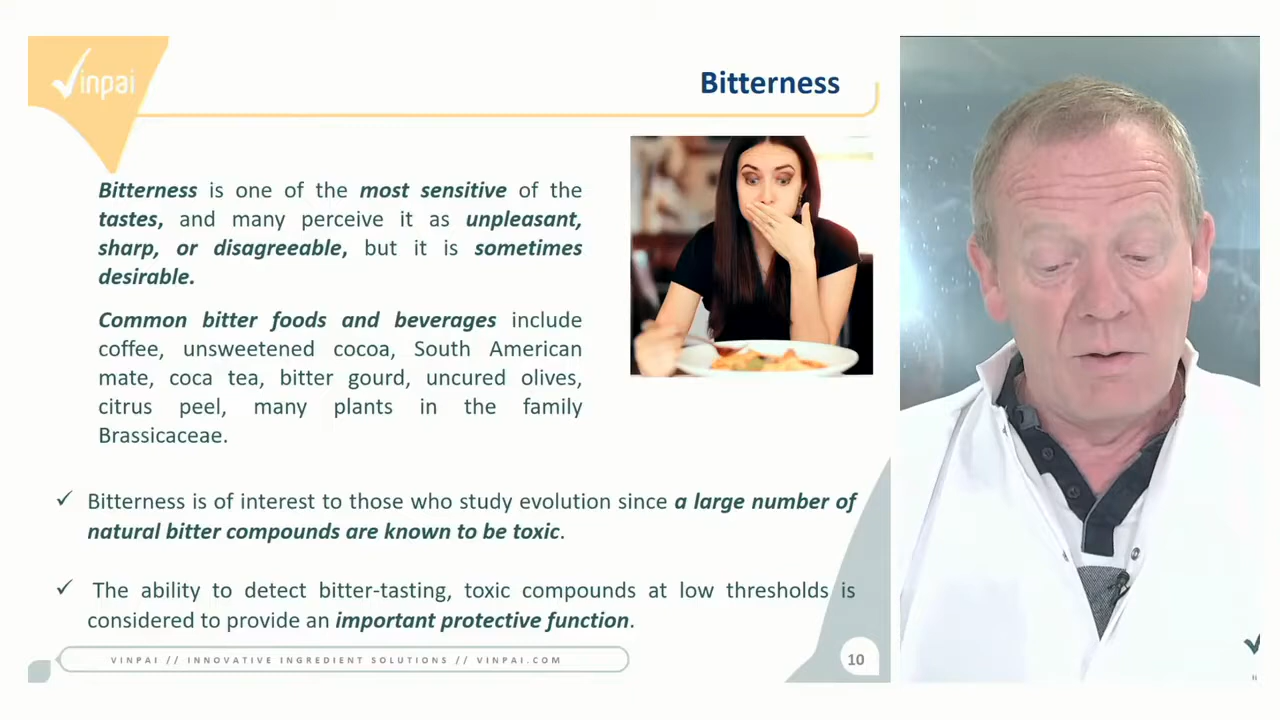 Vinpai
Bitterness
Bitterness is one of the most sensitive of the
tastes, and many perceive it as unpleasant,
sharp, or disagreeable, but it is sometimes
desirable.
Common bitter foods and beverages include
coffee, unsweetened cocoa, South American
mate, coca tea, bitter gourd, uncured olives,
citrus peel, many plants in the family
Brassicaceae.
✓ Bitterness is of interest to those who study evolution since a large number of
natural bitter compounds are known to be toxic.
✓ The ability to detect bitter-tasting, toxic compounds at low thresholds is
considered to provide an important protective function.
VINPAI // INNOVATIVE INGREDIENT SOLUTIONS // VINPAI.COM
10